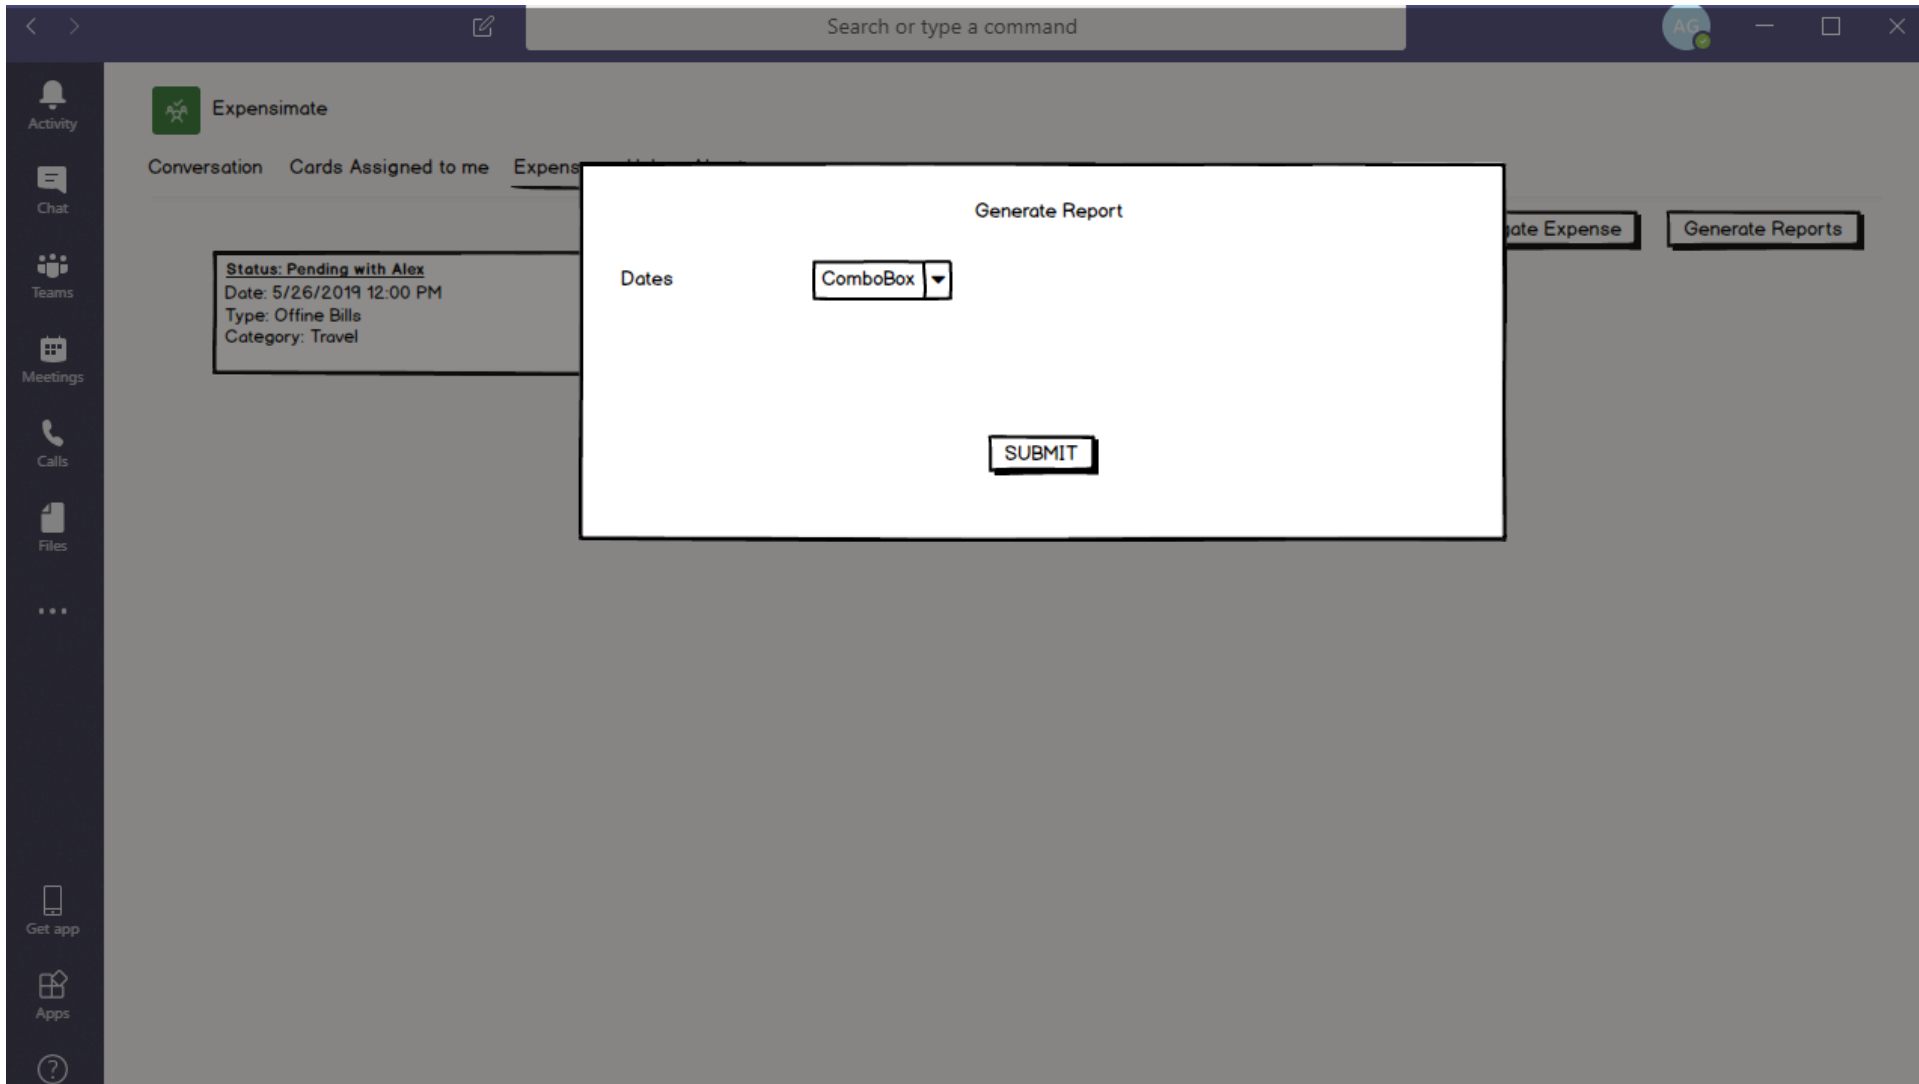 Search or type a command
AG
Activity
Expensimate
Conversation Cards Assigned to me
Chat
Generate Report
Expense Generate Reports
Status: Pending with Alex
Dates ComboBox
Teams
Date: 5/26/2019 12:00 PM
Type: Offine Bills
Category: Travel
Meetings
SUBMIT
Calls
Files
Get app
Apps
?